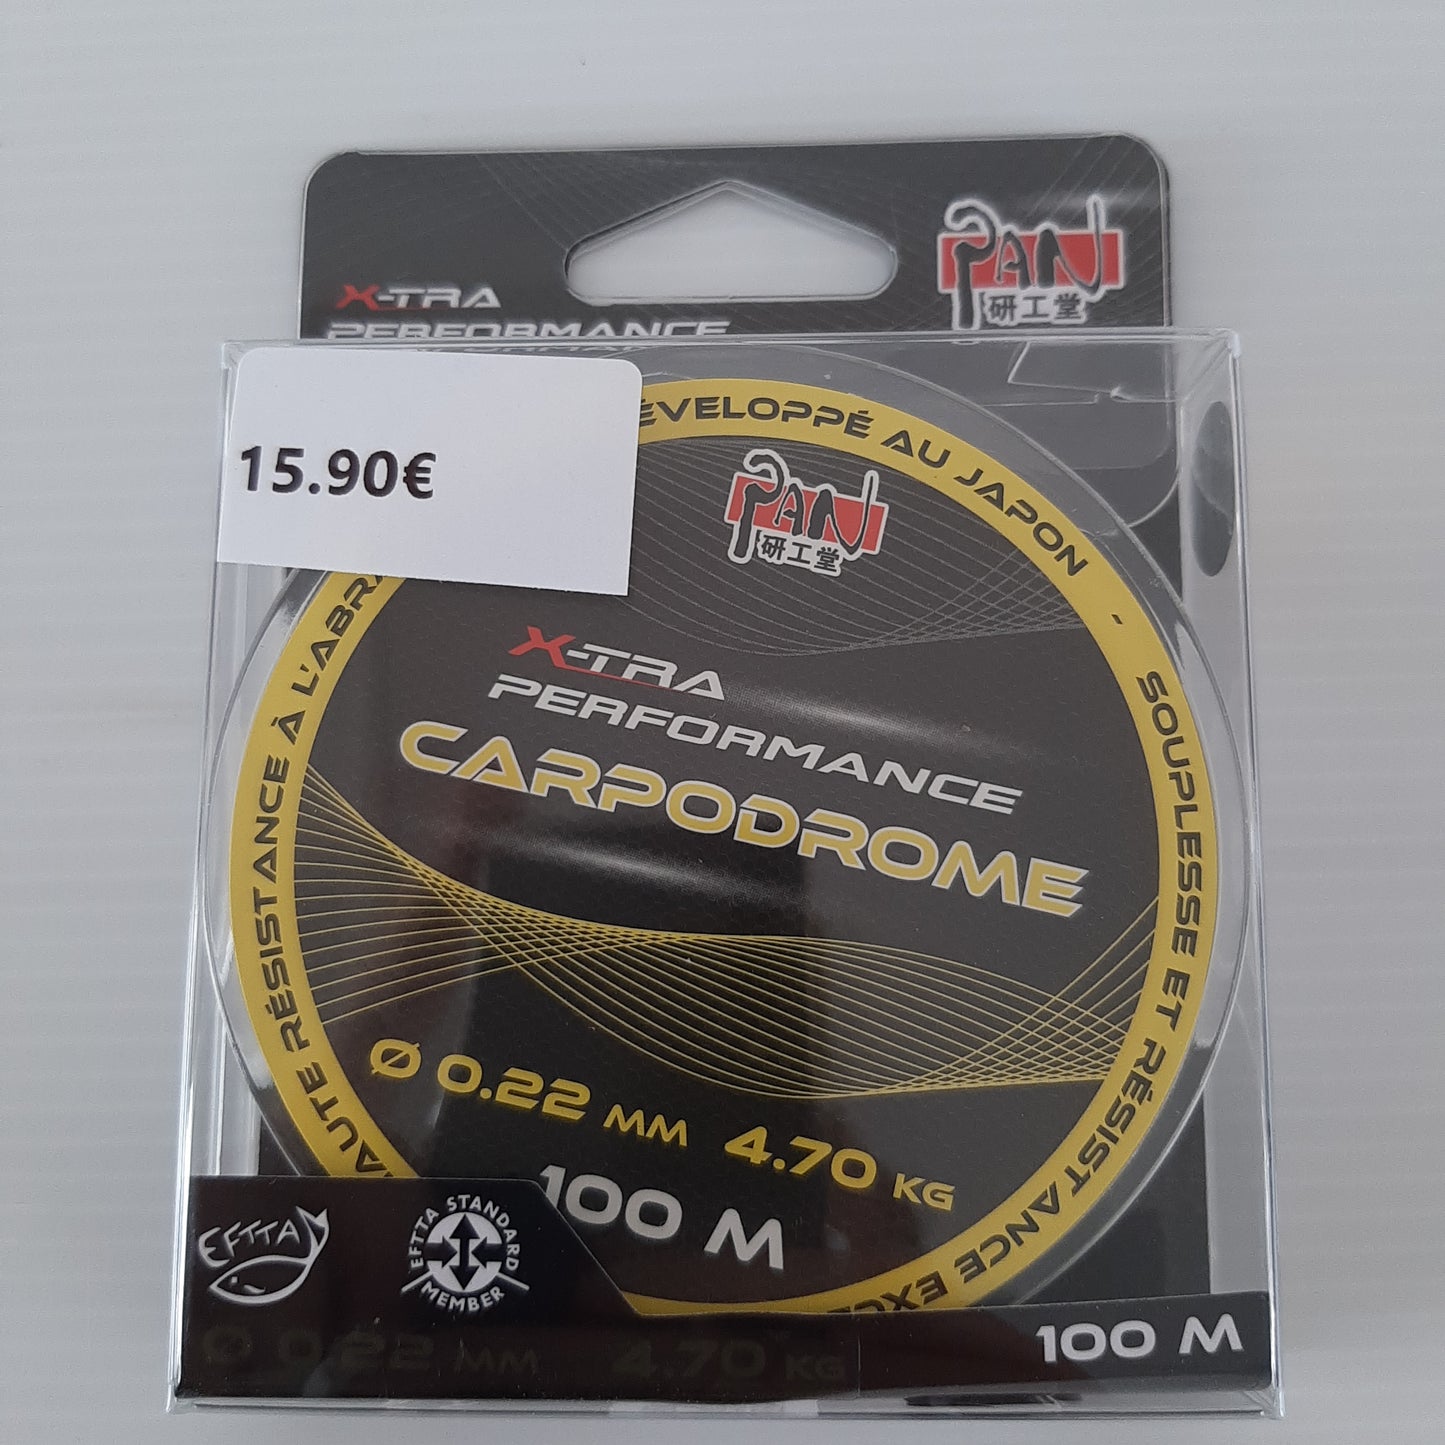 X-TRA
PERFORMANCE
PAN
研工堂
15.90€
DÉVELOPPÉ AU JAPON - SOUPLESSE ET RÉSISTANCE
HAUTE RÉSISTANCE À
PAN
研工堂
X-TRA
PERFORMANCE
CARPODROME
Ø 0.22 MM 4.70 KG
100 M
EFTTA
EFTTA STANDARD
MEMBER
Ø 0.22 MM 4.70 KG
100 M